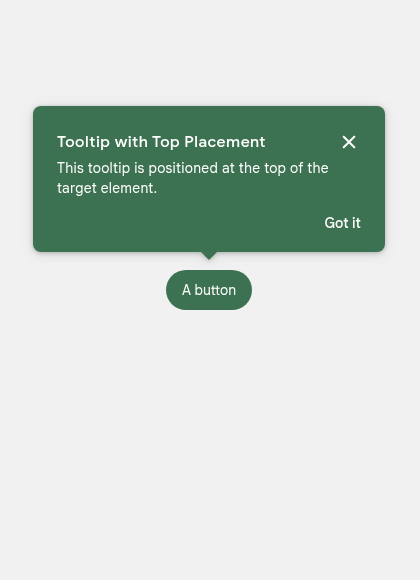 Tooltip with Top Placement
This tooltip is positioned at the top of the
target element.
Got it
A button